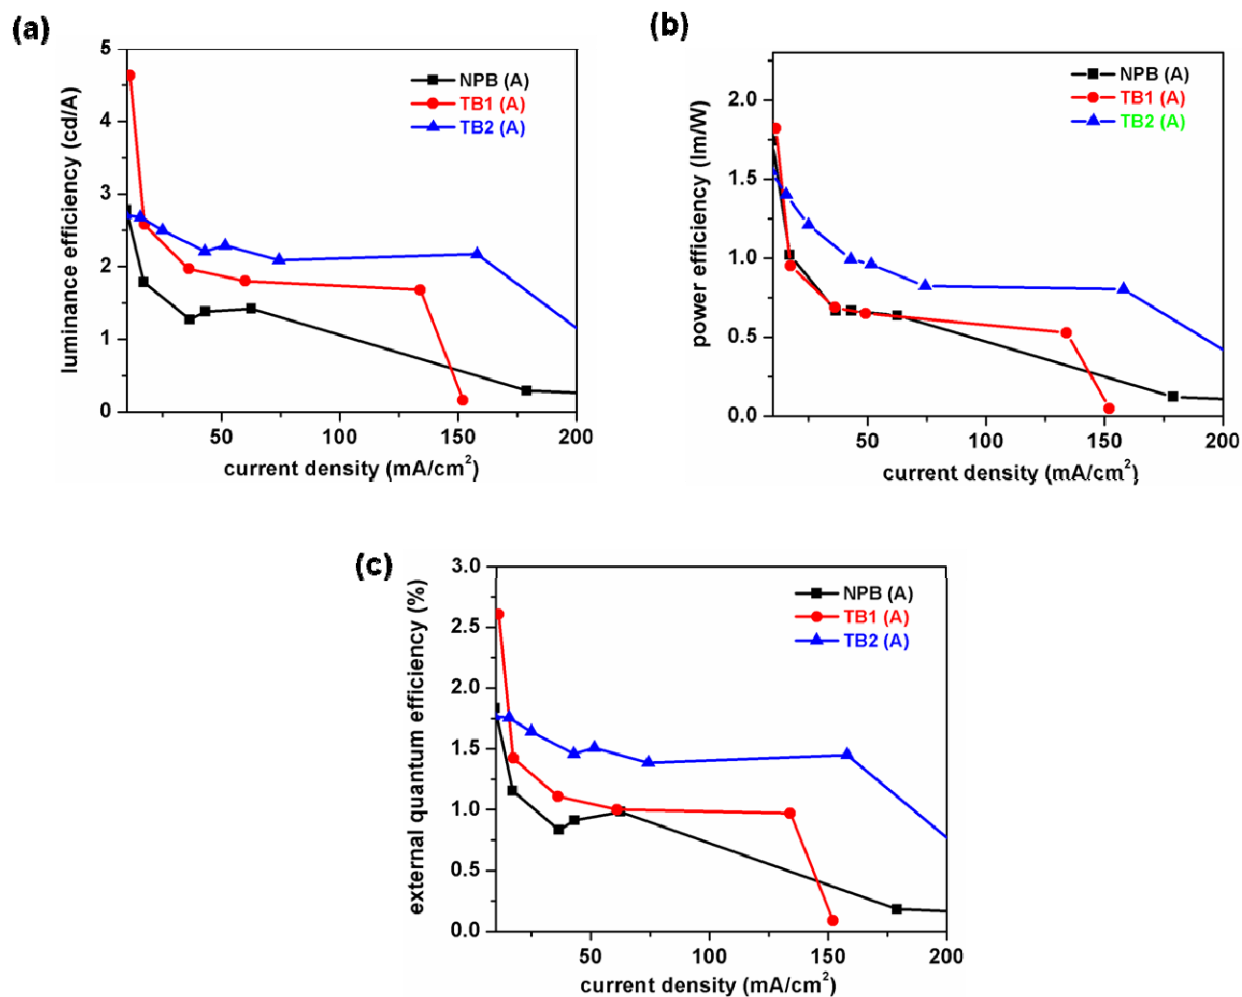 (a)
luminance efficiency (cd/A)
5
4
3
2
1
0
NPB (A)
TB1 (A)
TB2 (A)
50
100
150
200
current density (mA/cm²)
(b)
power efficiency (lm/W)
2.0
1.5
1.0
0.5
0.0
NPB (A)
TB1 (A)
TB2 (A)
50
100
150
200
current density (mA/cm²)
(c)
external quantum efficiency (%)
3.0
2.5
2.0
1.5
1.0
0.5
0.0
NPB (A)
TB1 (A)
TB2 (A)
50
100
150
200
current density (mA/cm²)